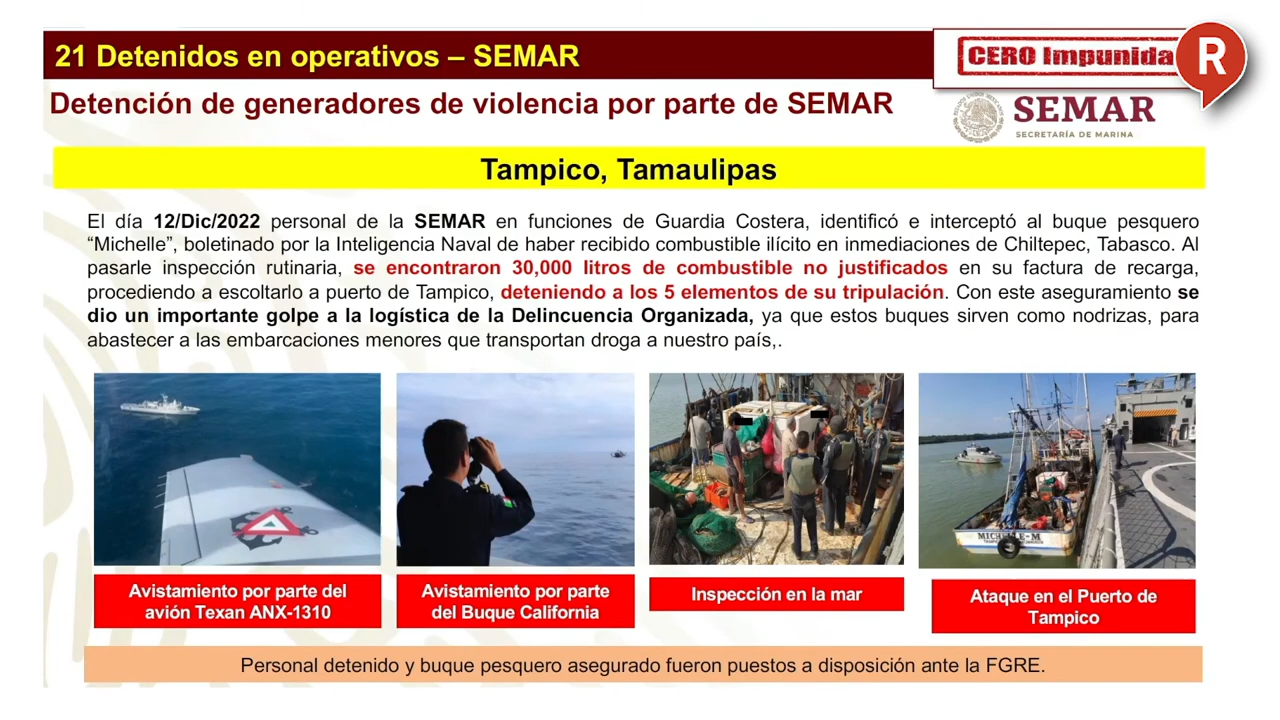 21 Detenidos en operativos – SEMAR
CERO Impunida
R
Detención de generadores de violencia por parte de SEMAR
SEMAR
SECRETARÍA DE MARINA
Tampico, Tamaulipas
El día 12/Dic/2022 personal de la SEMAR en funciones de Guardia Costera, identificó e interceptó al buque pesquero
“Michelle”, boletinado por la Inteligencia Naval de haber recibido combustible ilícito en inmediaciones de Chiltepec, Tabasco. Al
pasarle inspección rutinaria, se encontraron 30,000 litros de combustible no justificados en su factura de recarga,
procediendo a escoltarlo a puerto de Tampico, deteniendo a los 5 elementos de su tripulación. Con este aseguramiento se
dio un importante golpe a la logística de la Delincuencia Organizada, ya que estos buques sirven como nodrizas, para
abastecer a las embarcaciones menores que transportan droga a nuestro país,.
MICHELLE-M
Avistamiento por parte del
avión Texan ANX-1310
Avistamiento por parte
del Buque California
Inspección en la mar
Ataque en el Puerto de
Tampico
Personal detenido y buque pesquero asegurado fueron puestos a disposición ante la FGRE.